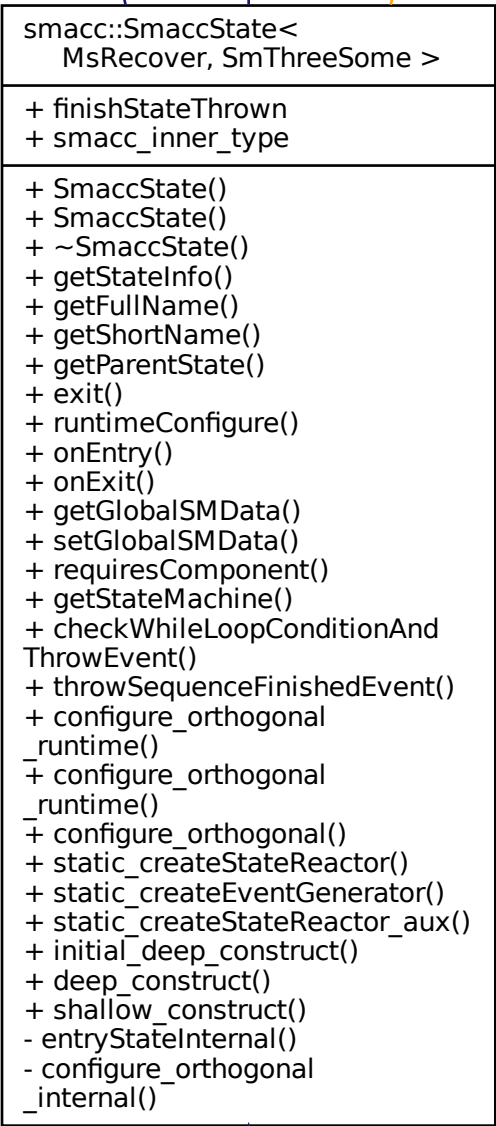 smacc::SmaccState<
MsRecover, SmThreeSome >
+ finishStateThrown
+ smacc_inner_type
+ SmaccState()
+ SmaccState()
+ ~SmaccState()
+ getStateInfo()
+ getFullName()
+ getShortName()
+ getParentState()
+ exit()
+ runtimeConfigure()
+ onEntry()
+ onExit()
+ getGlobalSMData()
+ setGlobalSMData()
+ requiresComponent()
+ getStateMachine()
+ checkWhileLoopConditionAnd
ThrowEvent()
+ throwSequenceFinishedEvent()
+ configure_orthogonal
_runtime()
+ configure_orthogonal
_runtime()
+ configure_orthogonal()
+ static_createStateReactor()
+ static_createEventGenerator()
+ static_createStateReactor_aux()
+ initial_deep_construct()
+ deep_construct()
+ shallow_construct()
- entryStateInternal()
- configure_orthogonal
_internal()